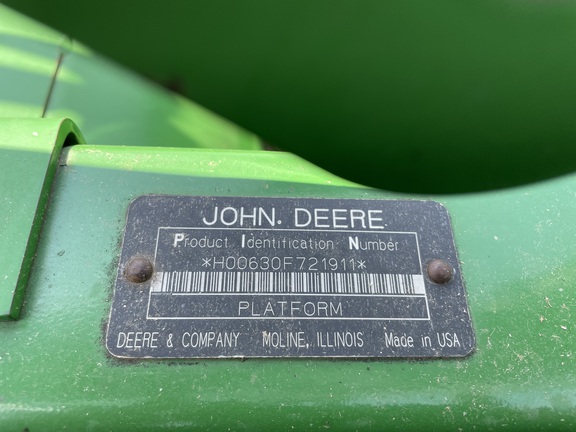 JOHN. DEERE
Product Identification Number
*H00630F721911*
PLATFORM
DEERE & COMPANY MOLINE, ILLINOIS Made in USA